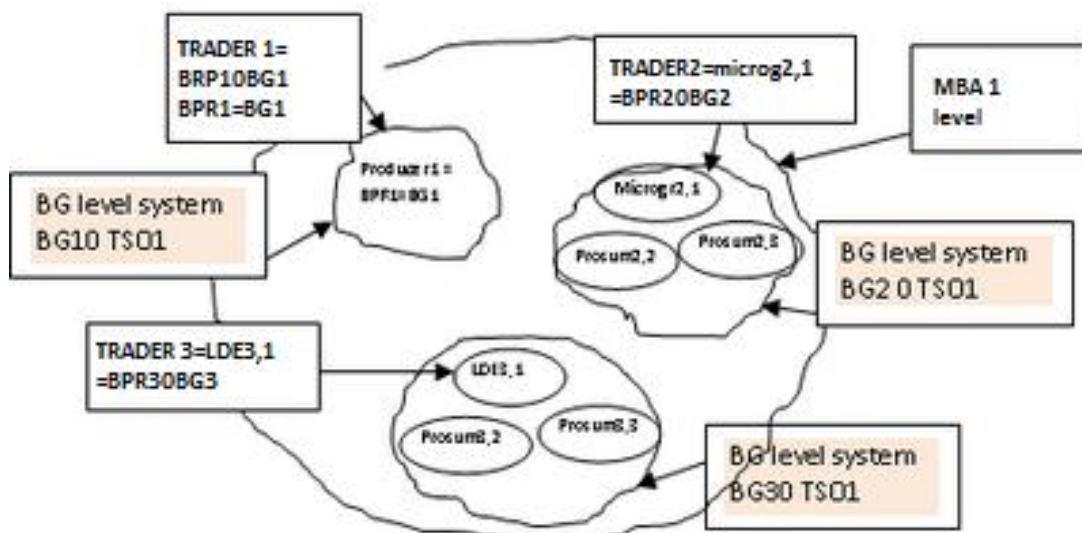 TRADER 1=
BRP10BG1
BPR1=BG1
TRADER2=microg2,1
=BPR20BG2
MBA 1
level
Producer1 =
BPR1=BG1
Microgr2,1
Prosum2,2
Prosum2,3
BG level system
BG10 TSO1
BG level system
BG2 0 TSO1
TRADER 3=LDE3,1
=BPR30BG3
LDE3,1
Prosum3,2
Prosum3,3
BG level system
BG30 TSO1